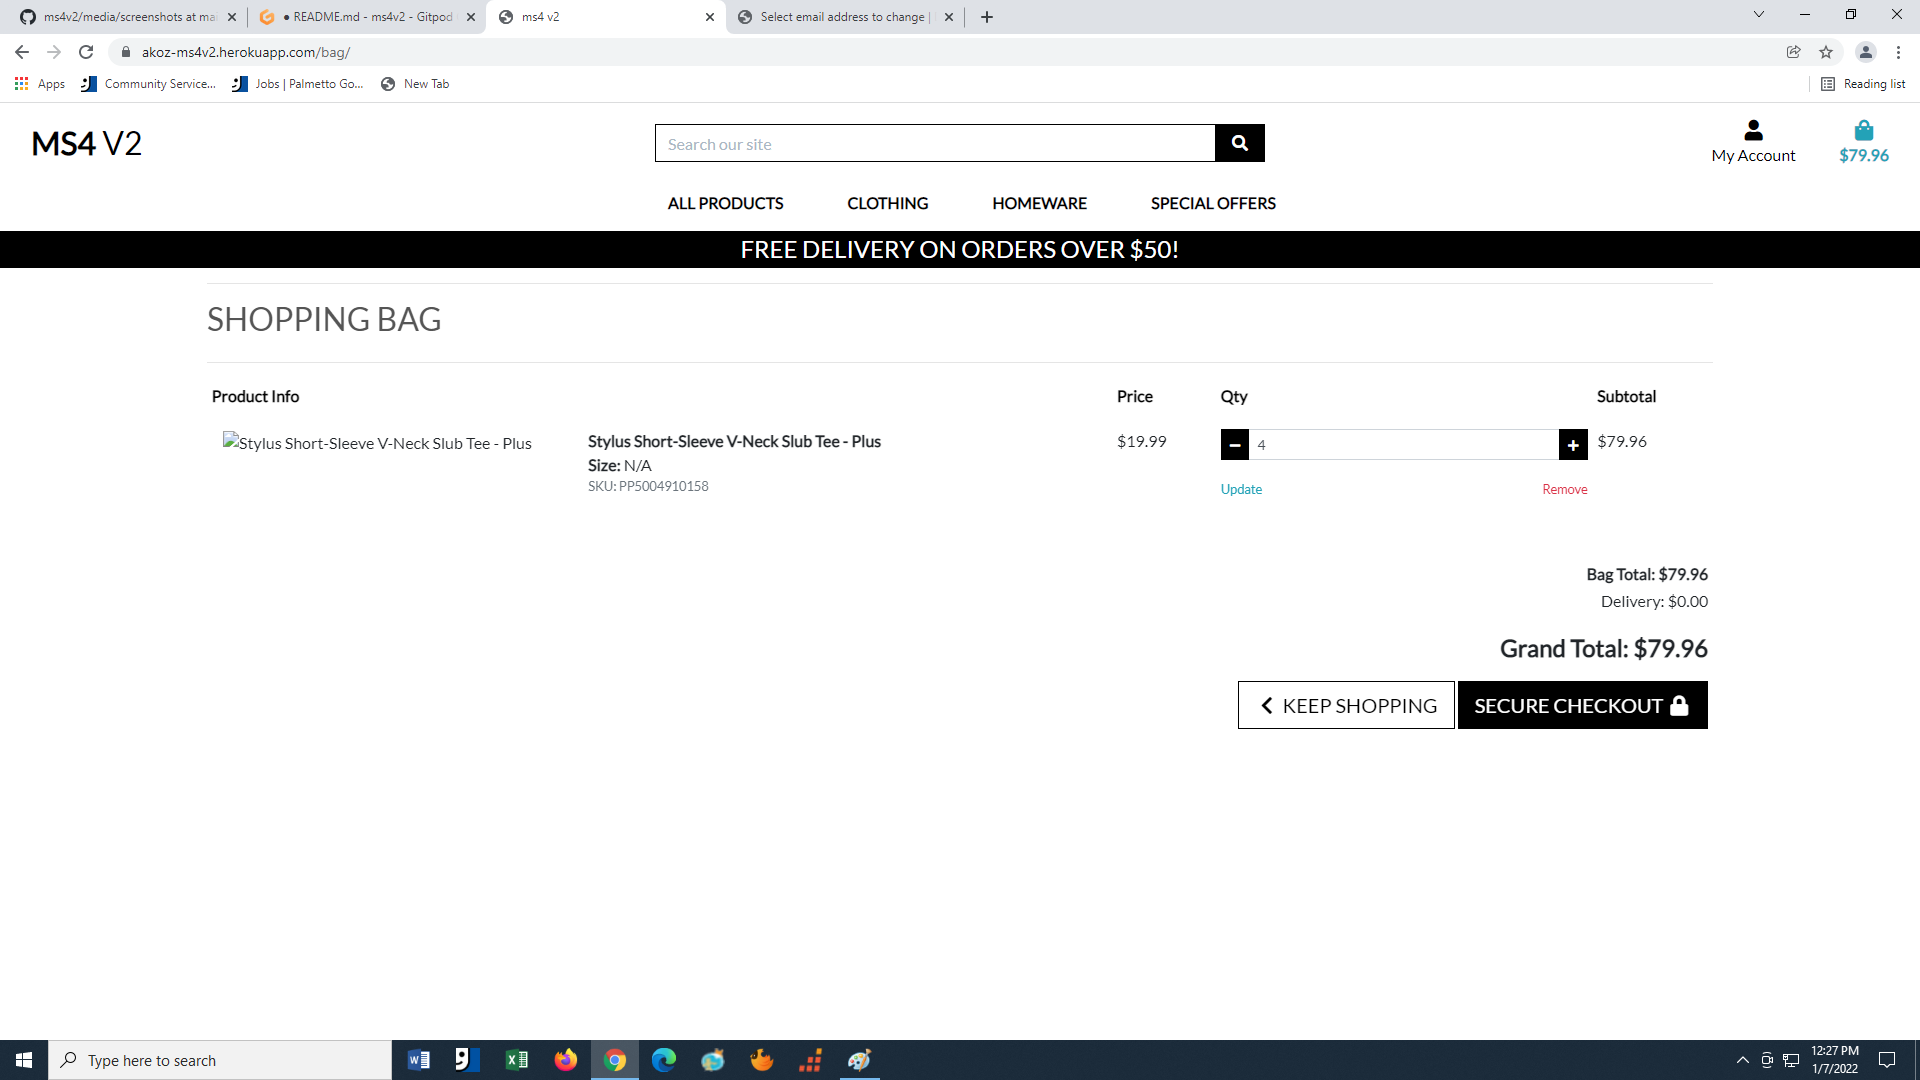 ms4v2/media/screenshots at ma
● README.md - ms4v2 - Gitpod
ms4 v2
Select email address to change |
akoz-ms4v2.herokuapp.com/bag/
Apps
Community Service...
Jobs | Palmetto Go...
New Tab
Reading list
MS4 V2
Search our site
My Account
$79.96
ALL PRODUCTS
CLOTHING
HOMEWARE
SPECIAL OFFERS
FREE DELIVERY ON ORDERS OVER $50!
SHOPPING BAG
Product Info
Price
Qty
Subtotal
Stylus Short-Sleeve V-Neck Slub Tee - Plus
Stylus Short-Sleeve V-Neck Slub Tee - Plus
Size: N/A
SKU: PP5004910158
$19.99
4
$79.96
Update
Remove
Bag Total: $79.96
Delivery: $0.00
Grand Total: $79.96
KEEP SHOPPING
SECURE CHECKOUT
Type here to search
12:27 PM
1/7/2022